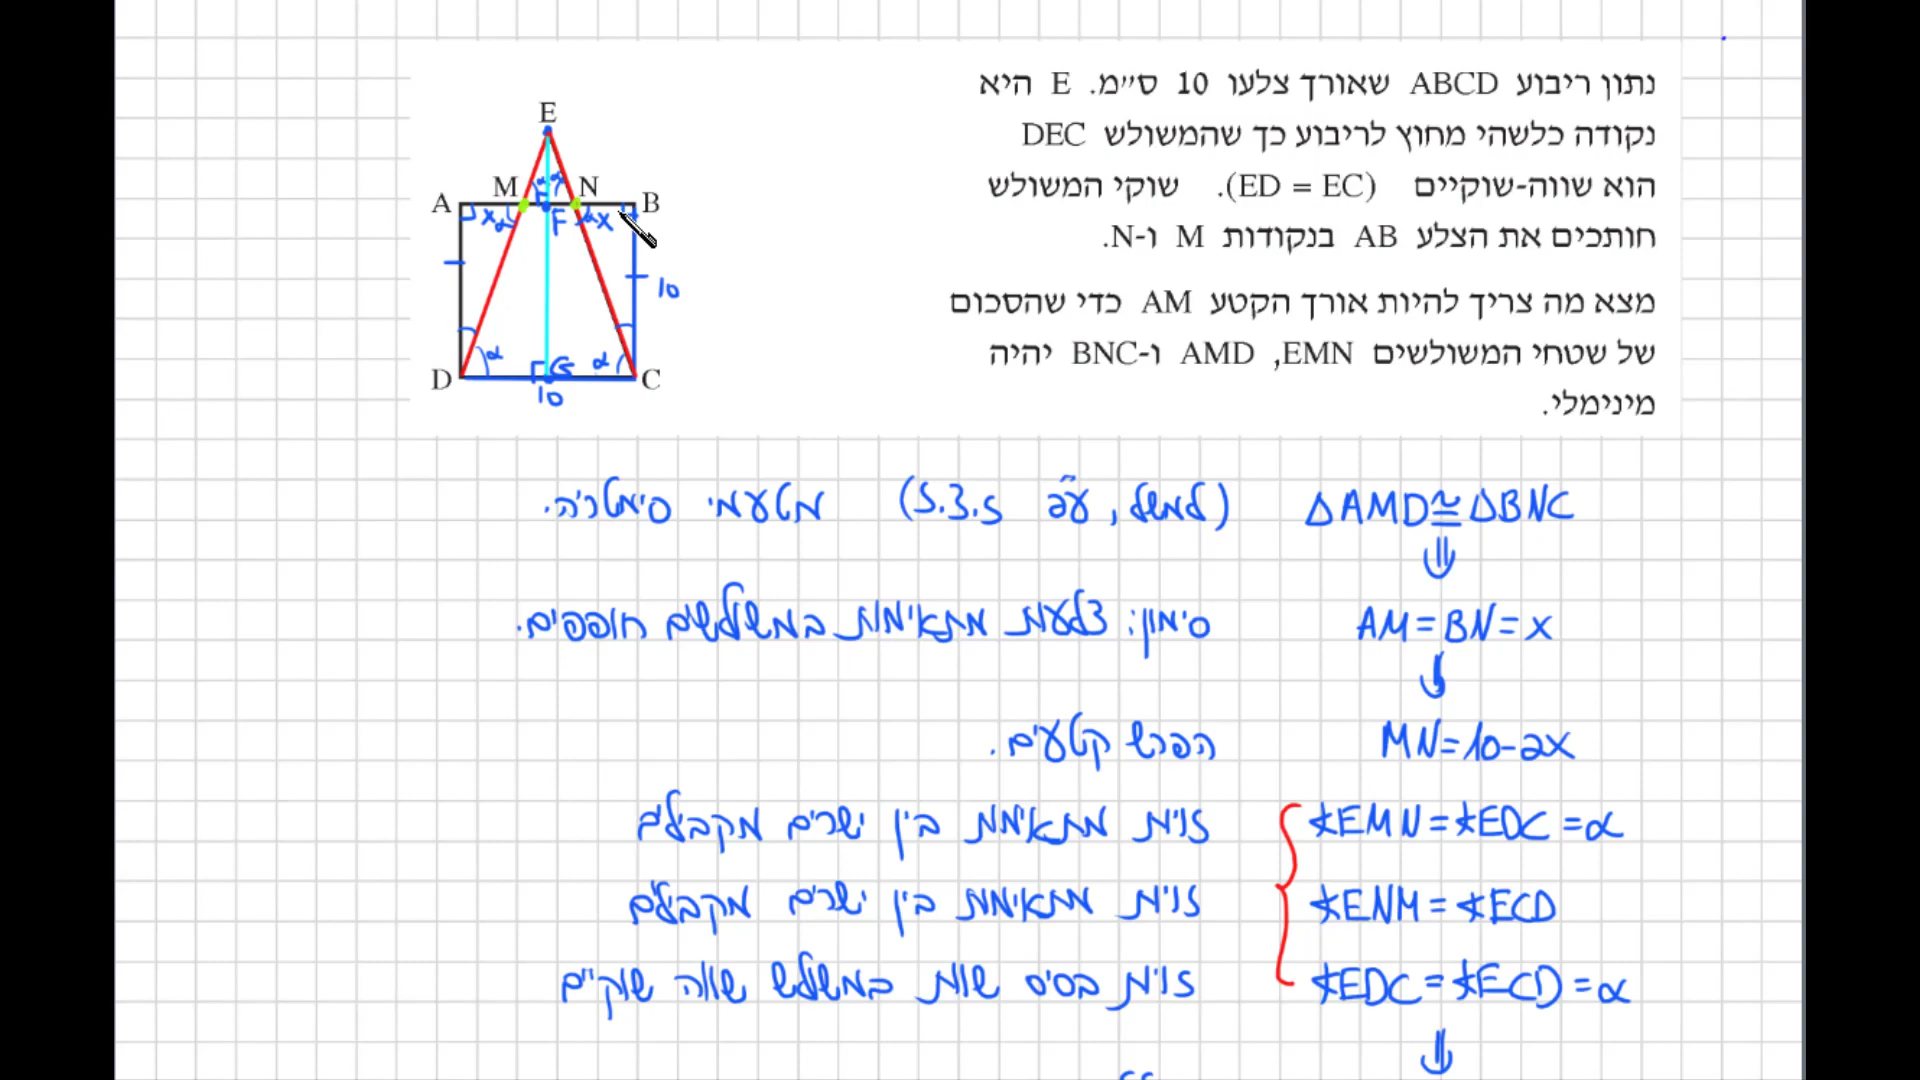 נתון ריבוע ABCD שאורך צלעו 10 ס״מ. E היא
נקודה כלשהי מחוץ לריבוע כך שהמשולש DEC
הוא שווה-שוקיים (ED = EC). שוקי המשולש
חותכים את הצלע AB בנקודות M ו-N.
מצא מה צריך להיות אורך הקטע AM כדי שהסכום
של שטחי המשולשים EMN, AMD ו-BNC יהיה
מינימלי.
E
M N
A B
x α F α x
10
α G α
D C
10
ΔAMD≅ΔBNC (למשל, ע"פ צ.ז.צ) מטעמי סימטריה.
⇓
AM=BN=x סימון; צלעות מתאימות במשולשים חופפים.
⇓
MN=10-2x הפרש קטעים.
∢EMN=∢EDC=α זוית מתאימות בין ישרים מקבילים
∢ENM=∢ECD זוית מתאימות בין ישרים מקבילים
∢EDC=∢ECD=α זוית בסיס שוות במשולש שווה שוקיים
⇓